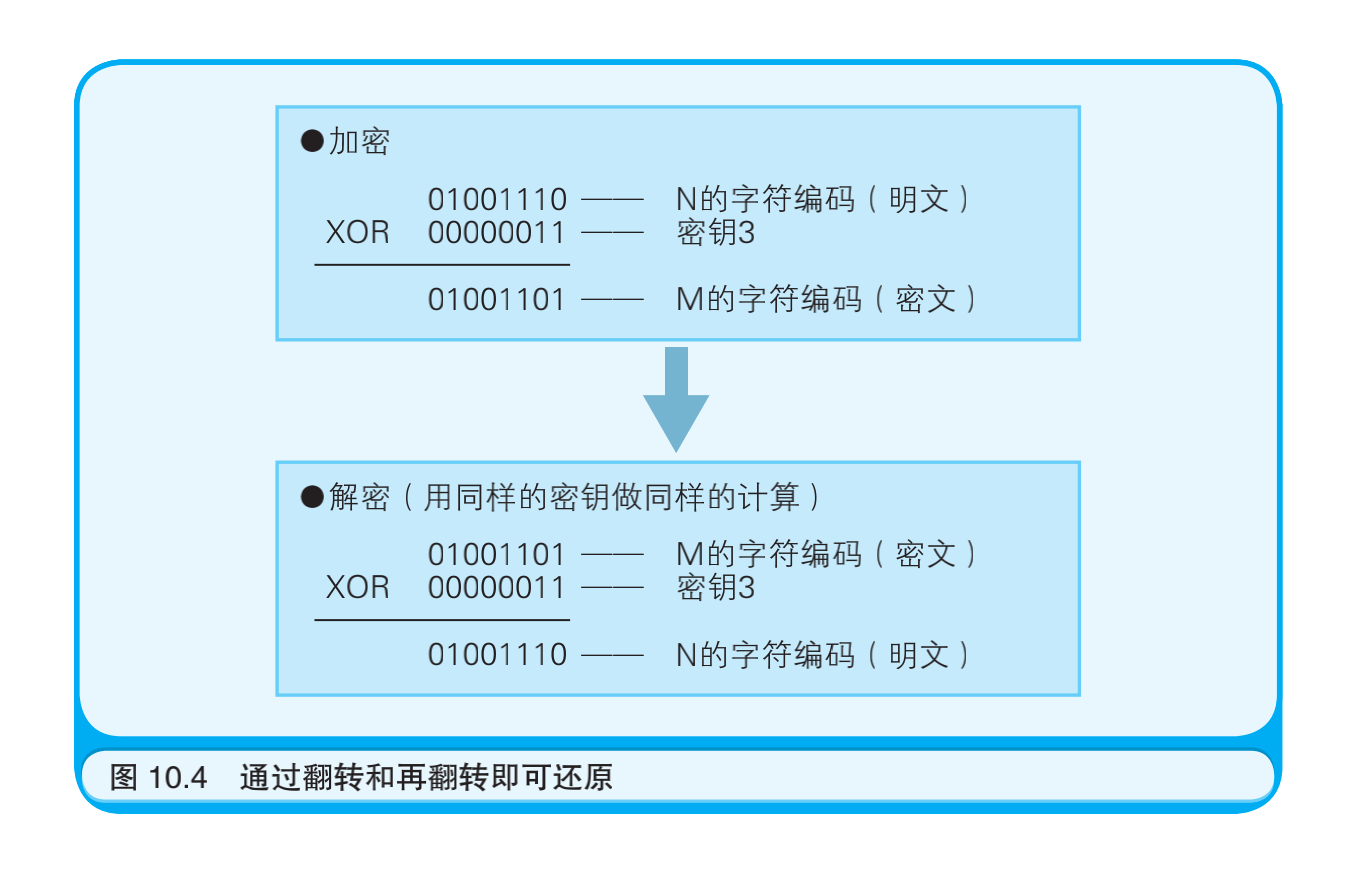 ●加密
01001110 —— N的字符编码（明文）
XOR 00000011 —— 密钥3
01001101 —— M的字符编码（密文）
●解密（用同样的密钥做同样的计算）
01001101 —— M的字符编码（密文）
XOR 00000011 —— 密钥3
01001110 —— N的字符编码（明文）
图 10.4 通过翻转和再翻转即可还原